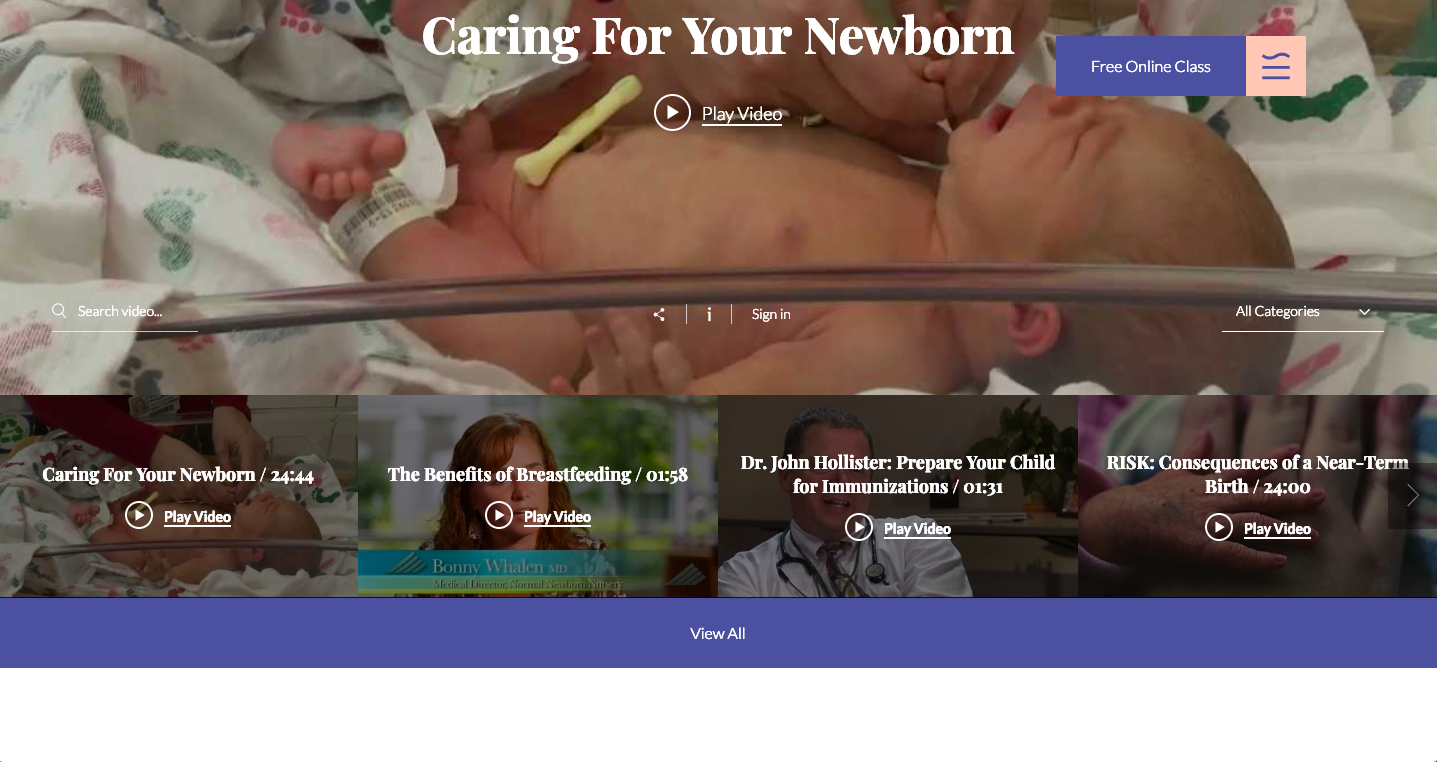 Caring For Your Newborn
Free Online Class
Play Video
Search video...
Sign in
All Categories
Caring For Your Newborn / 24:44
Play Video
The Benefits of Breastfeeding / 01:58
Play Video
Bonny Whalen MD
Medical Director, Normal Newborn Nursery
Dr. John Hollister: Prepare Your Child
for Immunizations / 01:31
Play Video
RISK: Consequences of a Near-Term
Birth / 24:00
Play Video
View All